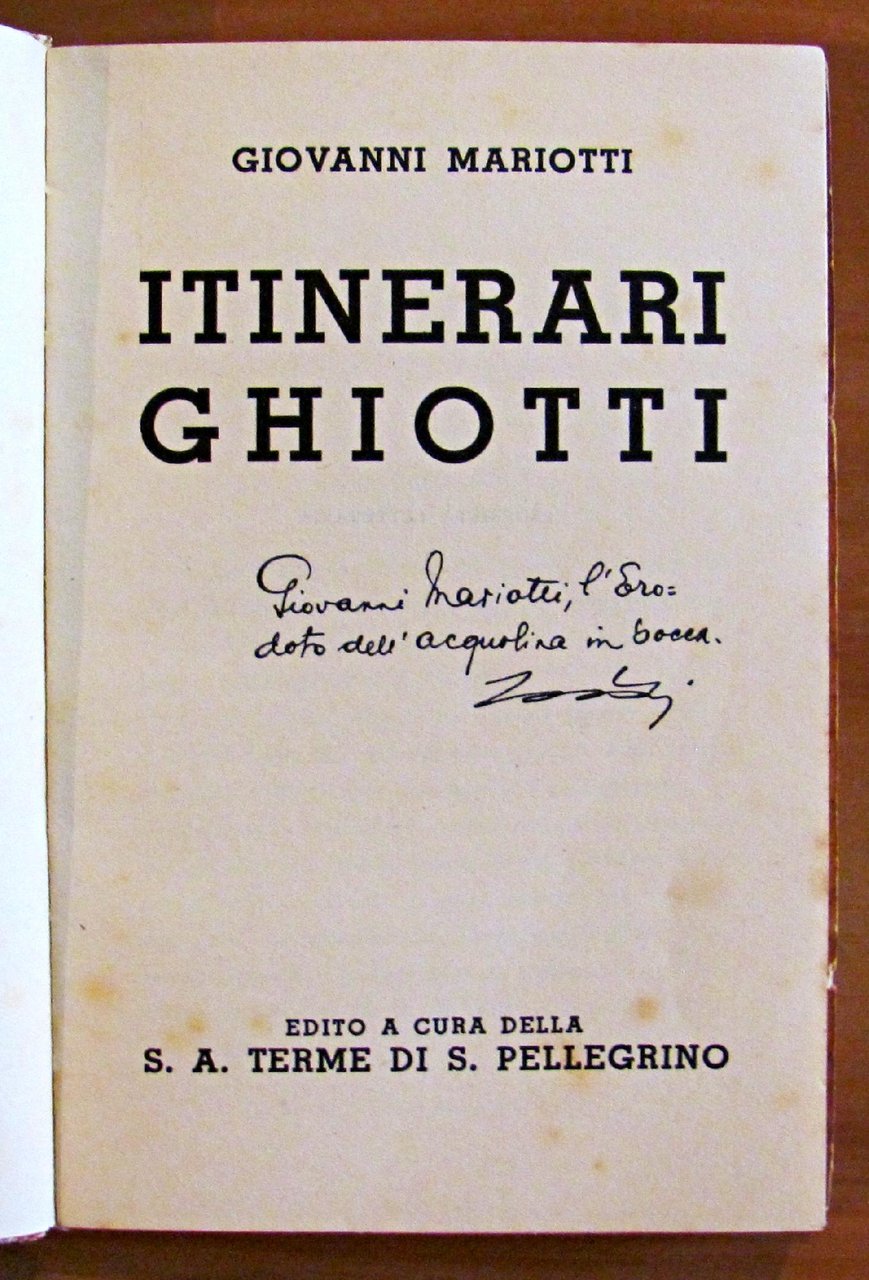 GIOVANNI MARIOTTI
ITINERARI
GHIOTTI
Giovanni Mariotti, l'Ero=
doto dell'acquolina in bocca.
EDITO A CURA DELLA
S. A. TERME DI S. PELLEGRINO